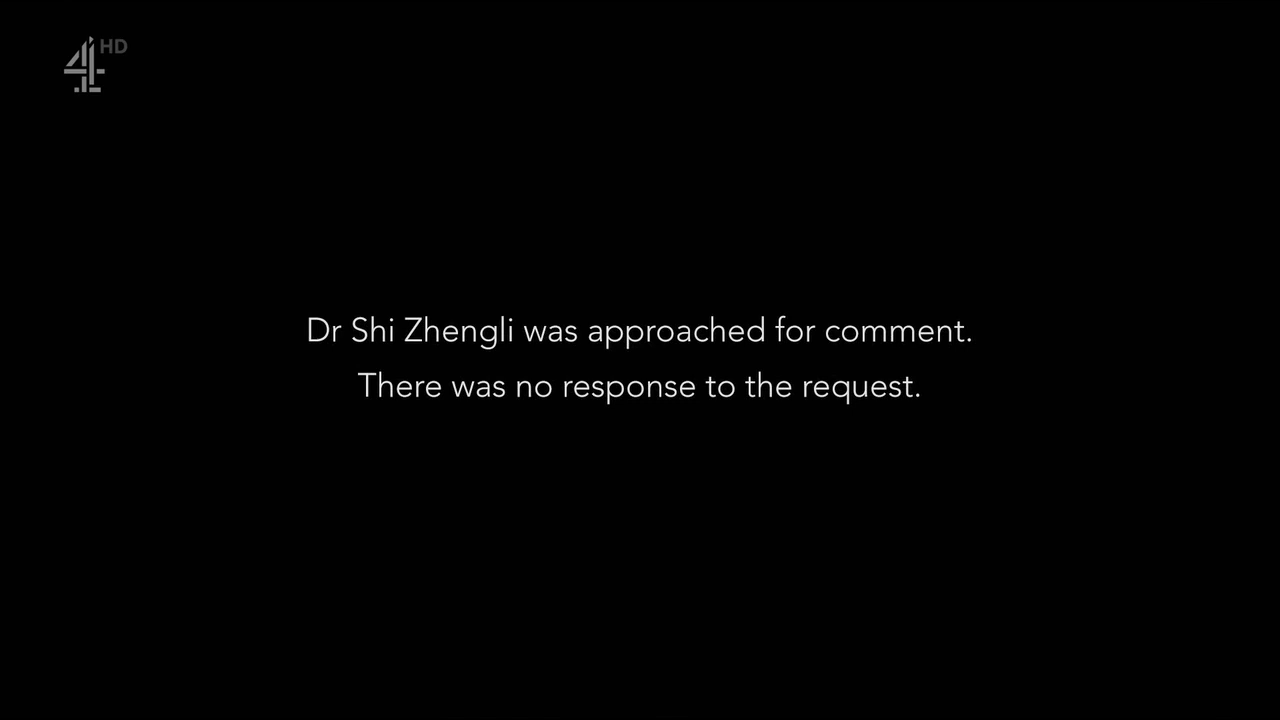 4 HD
Dr Shi Zhengli was approached for comment.
There was no response to the request.